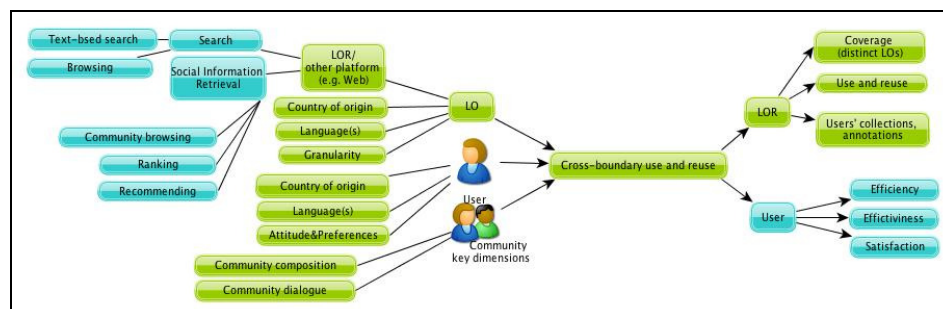 Text-bsed search
Search
Browsing
Social Information
Retrieval
Community browsing
Ranking
Recommending
LOR/
other platform
(e.g. Web)
Country of origin
Language(s)
Granularity
LO
Country of origin
Language(s)
Attitude&Preferences
User
Community
key dimensions
Community composition
Community dialogue
Cross-boundary use and reuse
LOR
Coverage
(distinct LOs)
Use and reuse
Users' collections,
annotations
User
Efficiency
Effictiviness
Satisfaction